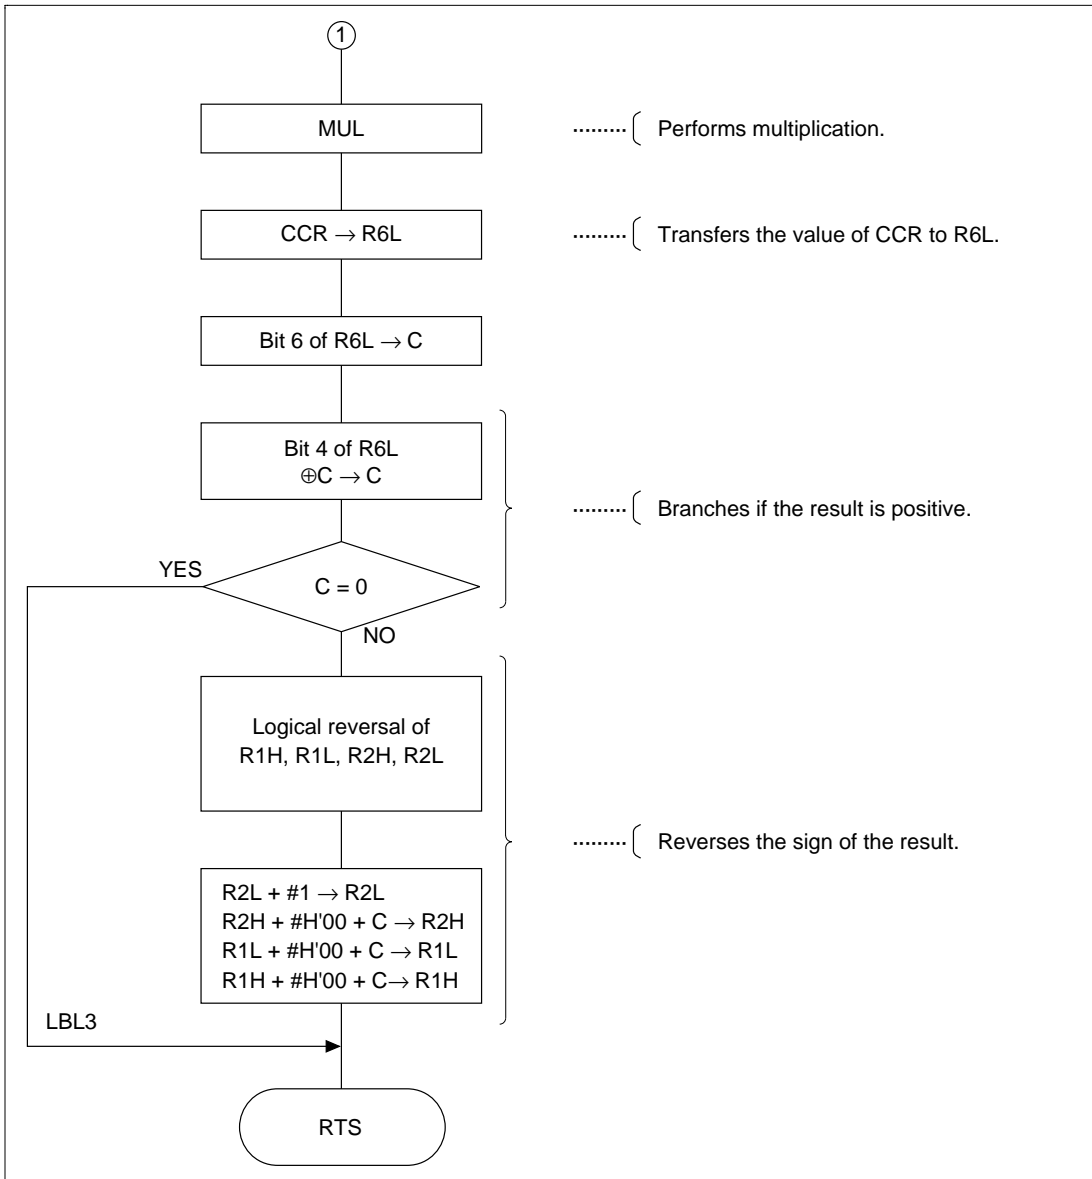 1
MUL
......... Performs multiplication.
CCR → R6L
......... Transfers the value of CCR to R6L.
Bit 6 of R6L → C
Bit 4 of R6L
⊕C → C
......... Branches if the result is positive.
YES
C = 0
NO
Logical reversal of
R1H, R1L, R2H, R2L
......... Reverses the sign of the result.
R2L + #1 → R2L
R2H + #H'00 + C → R2H
R1L + #H'00 + C → R1L
R1H + #H'00 + C→ R1H
LBL3
RTS